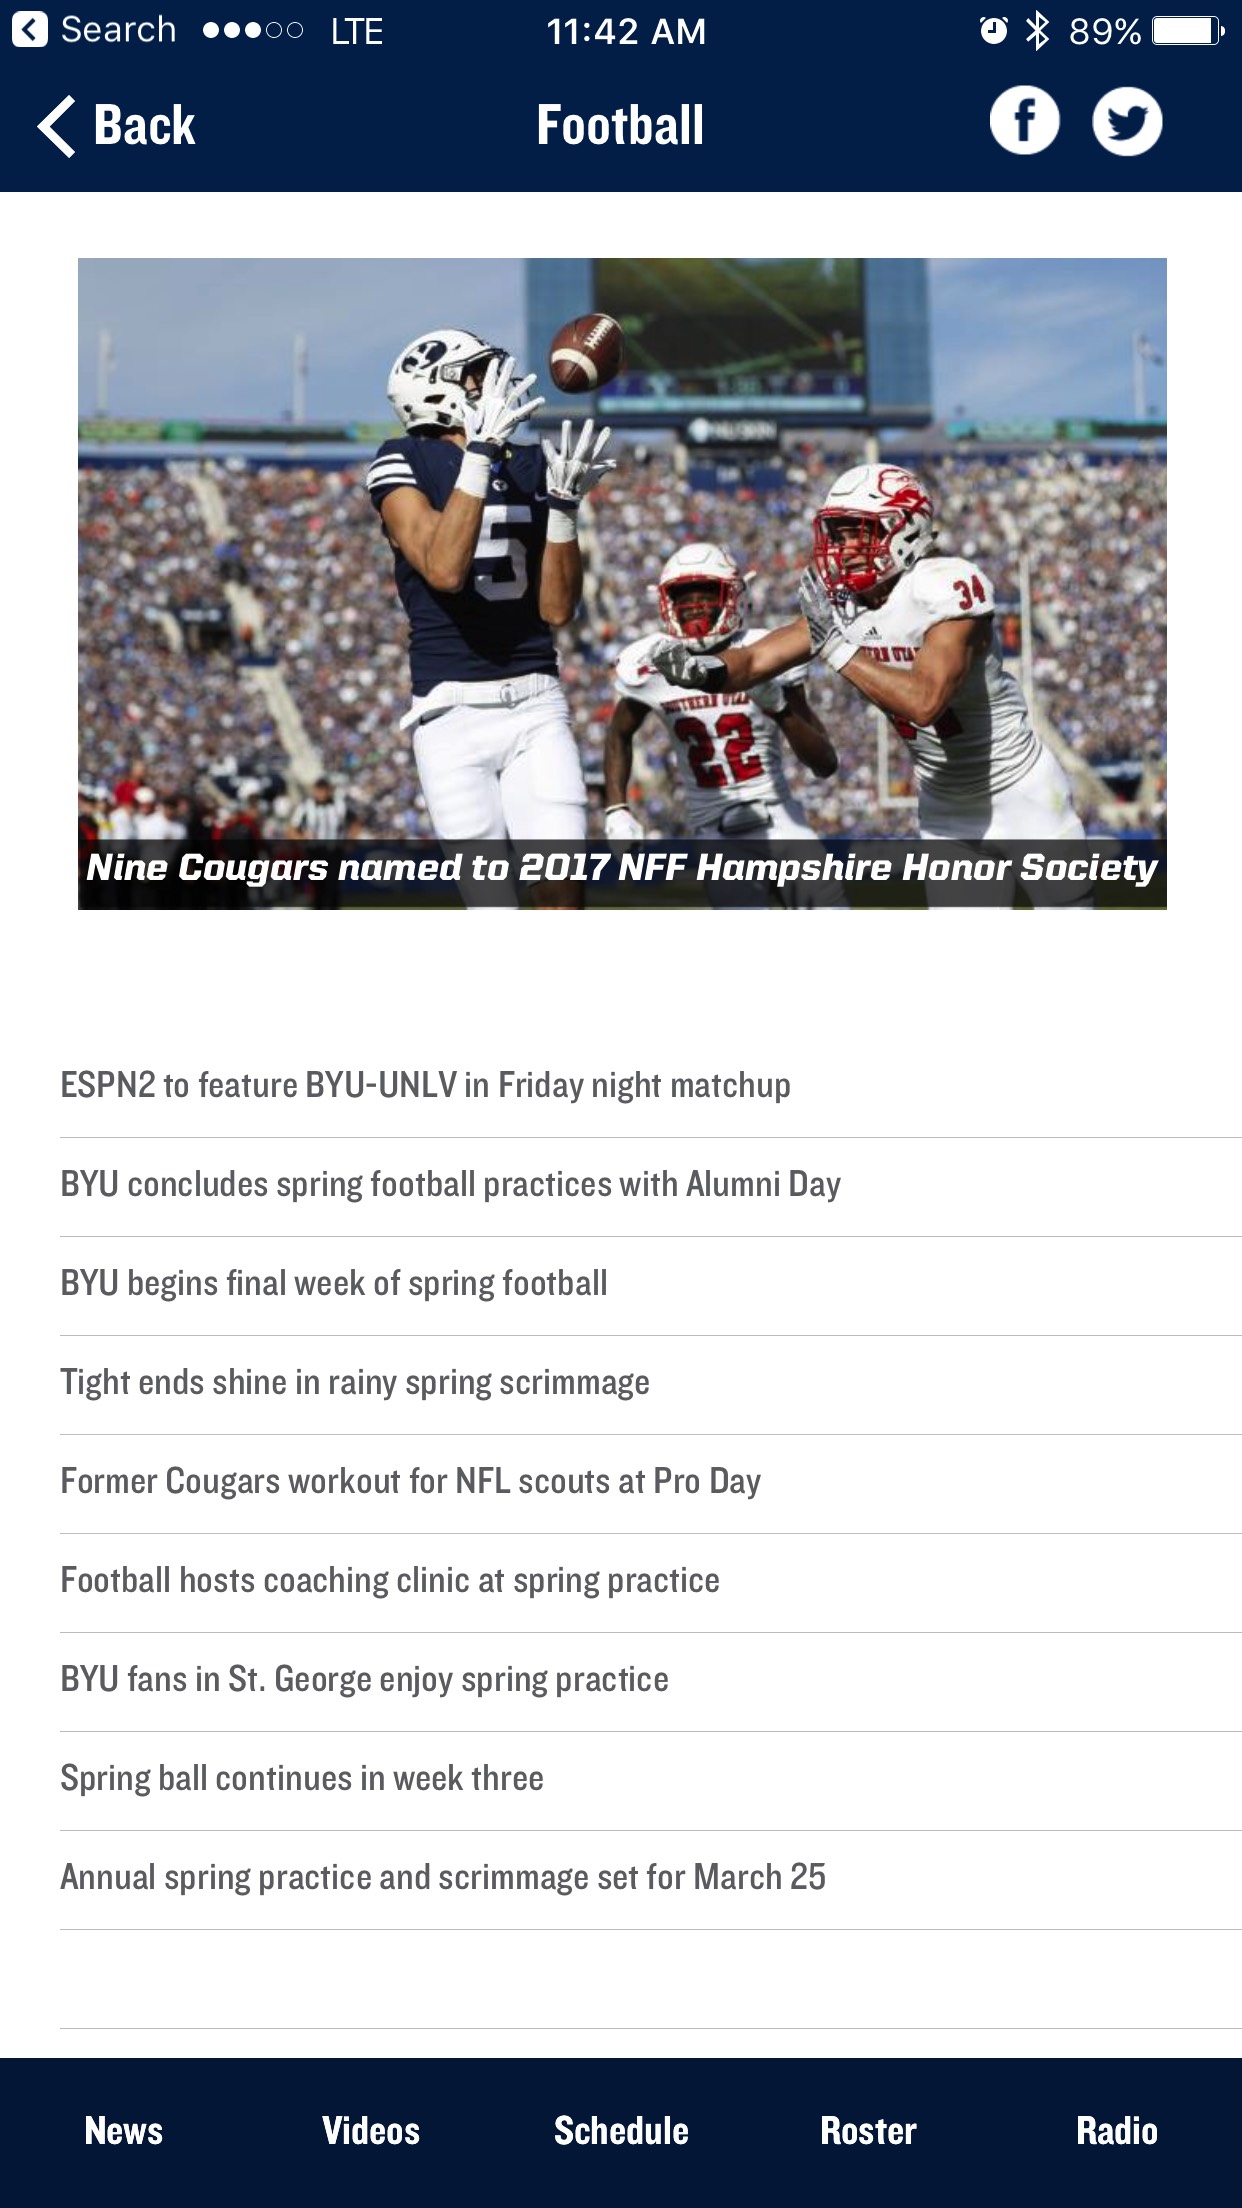 Search LTE 11:42 AM 89%
Back Football
5
34
SOUTHERN UTAH
22
Nine Cougars named to 2017 NFF Hampshire Honor Society
ESPN2 to feature BYU-UNLV in Friday night matchup
BYU concludes spring football practices with Alumni Day
BYU begins final week of spring football
Tight ends shine in rainy spring scrimmage
Former Cougars workout for NFL scouts at Pro Day
Football hosts coaching clinic at spring practice
BYU fans in St. George enjoy spring practice
Spring ball continues in week three
Annual spring practice and scrimmage set for March 25
News Videos Schedule Roster Radio